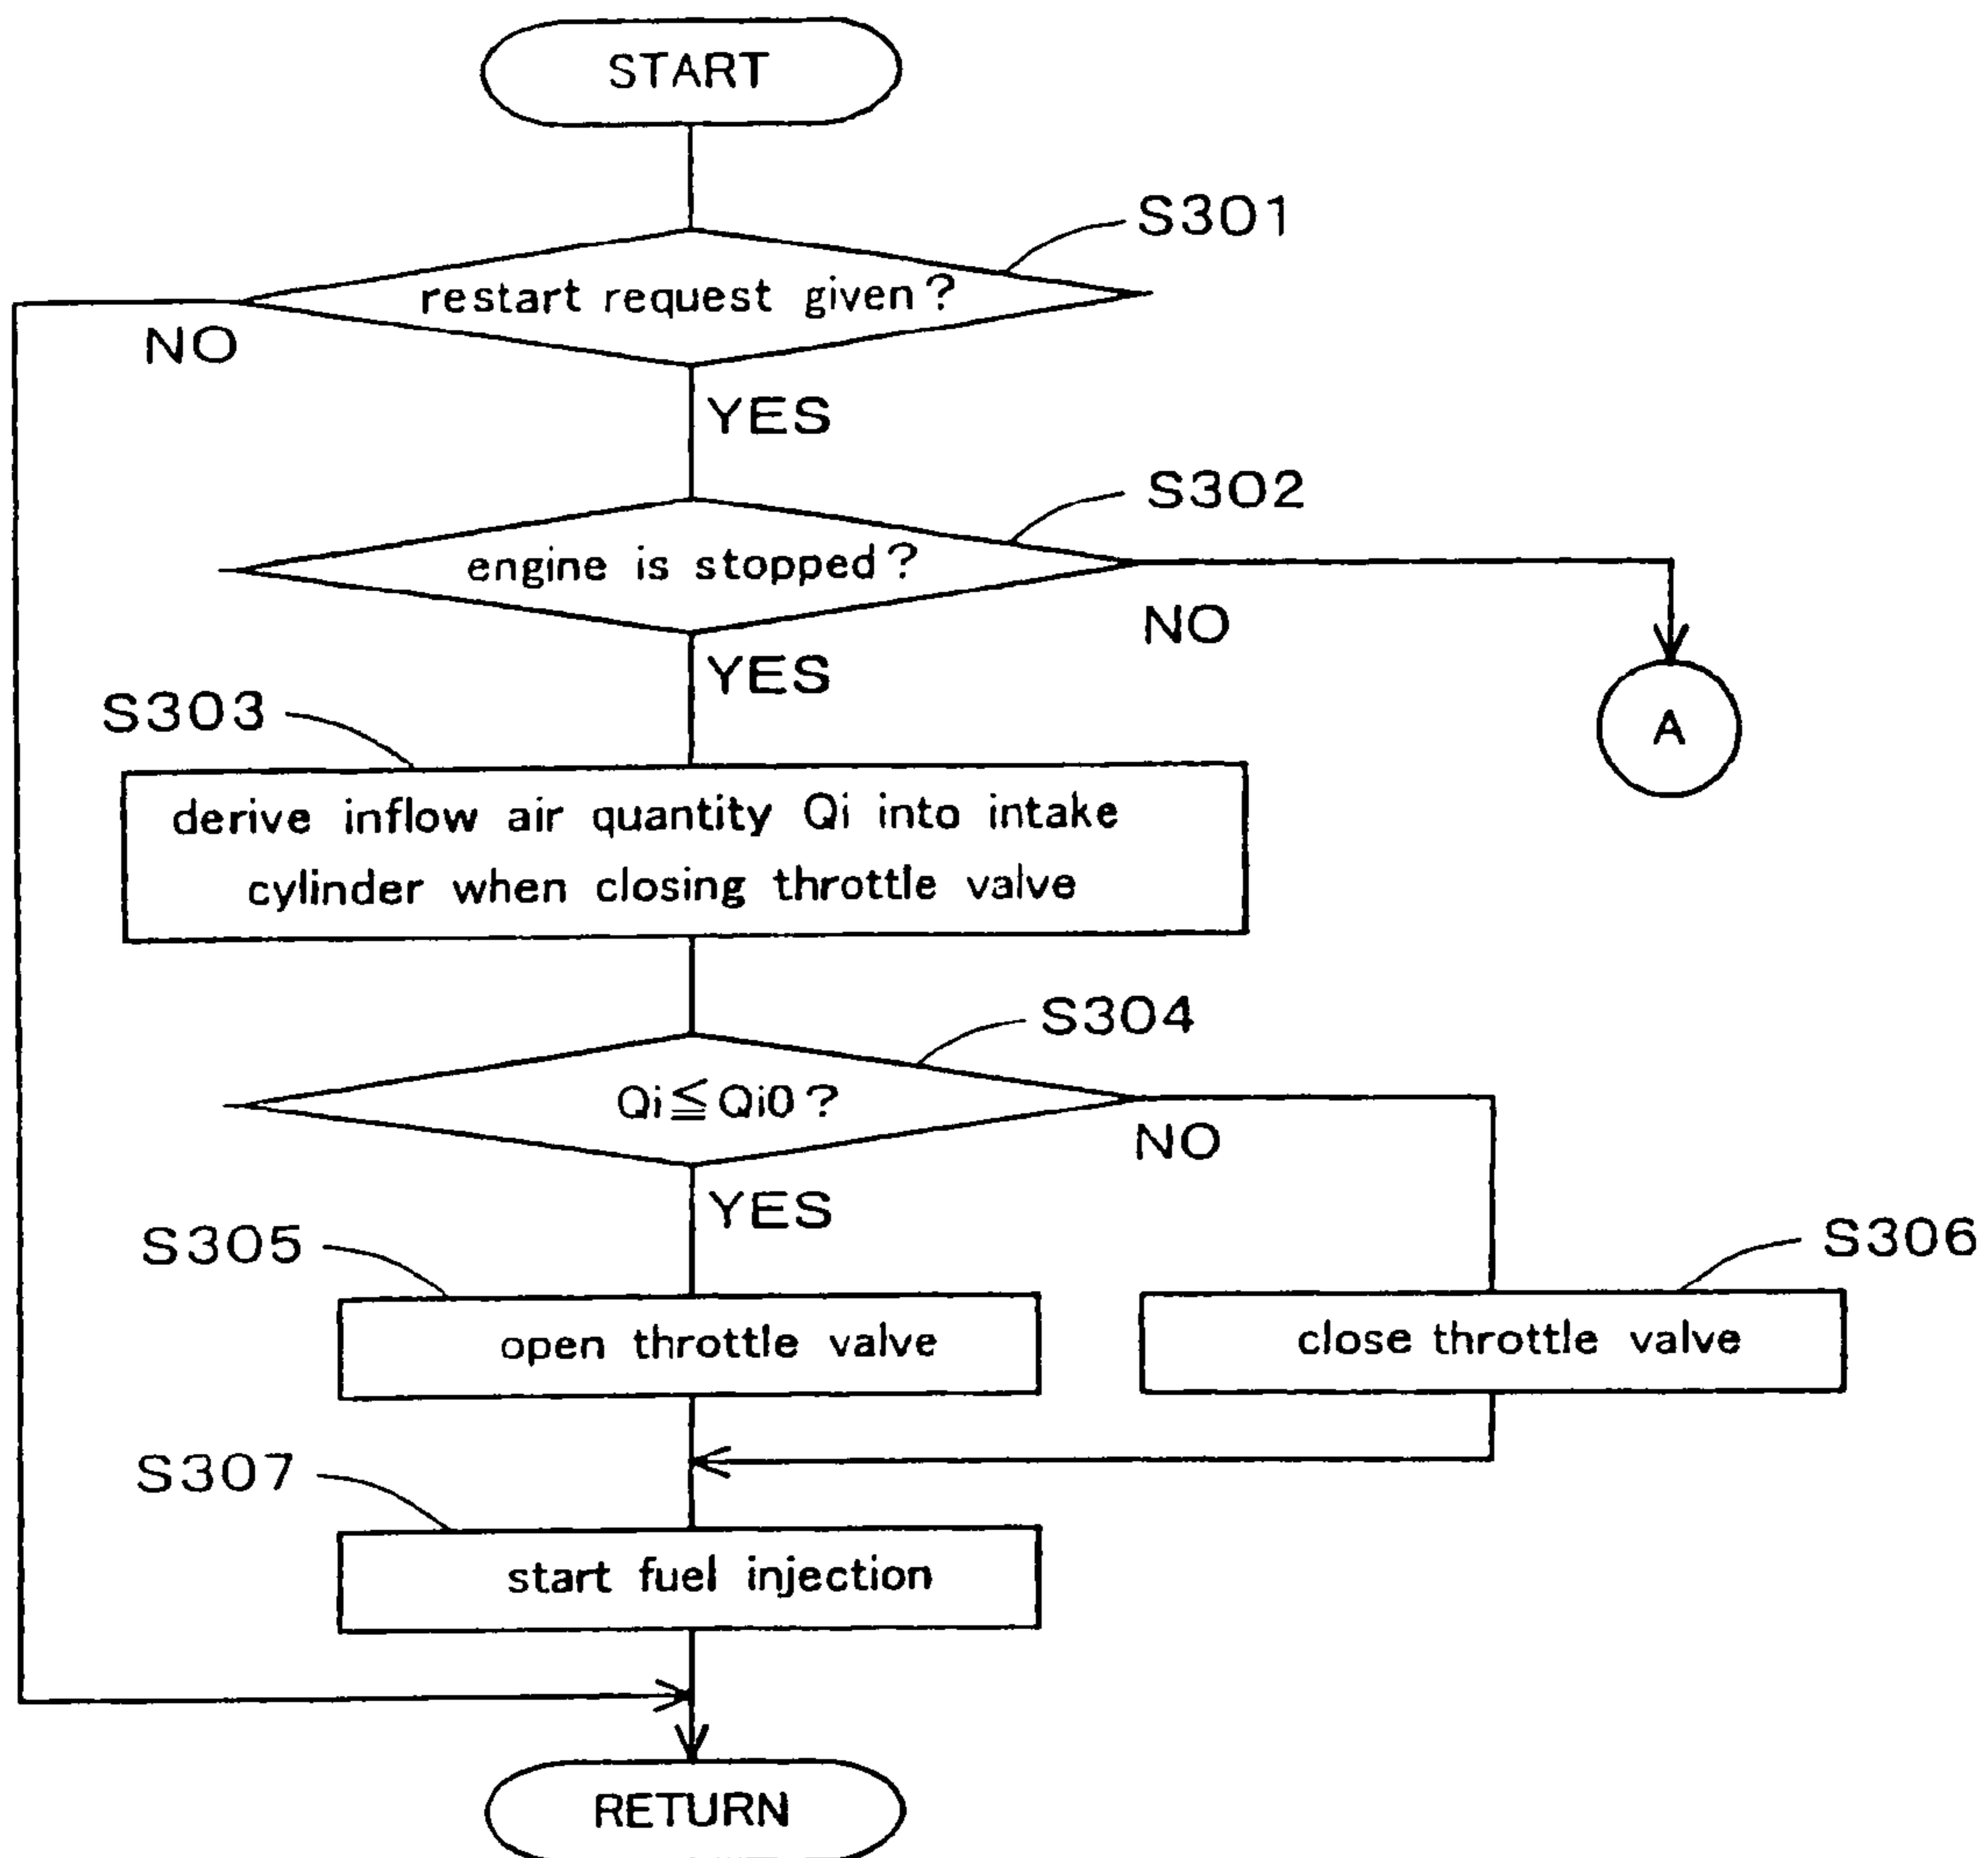 START
S301
restart request given?
NO
YES
S302
engine is stopped?
NO
YES
S303
A
derive inflow air quantity Qi into intake
cylinder when closing throttle valve
S304
Qi≦Qi0?
NO
YES
S305
S306
open throttle valve
close throttle valve
S307
start fuel injection
RETURN